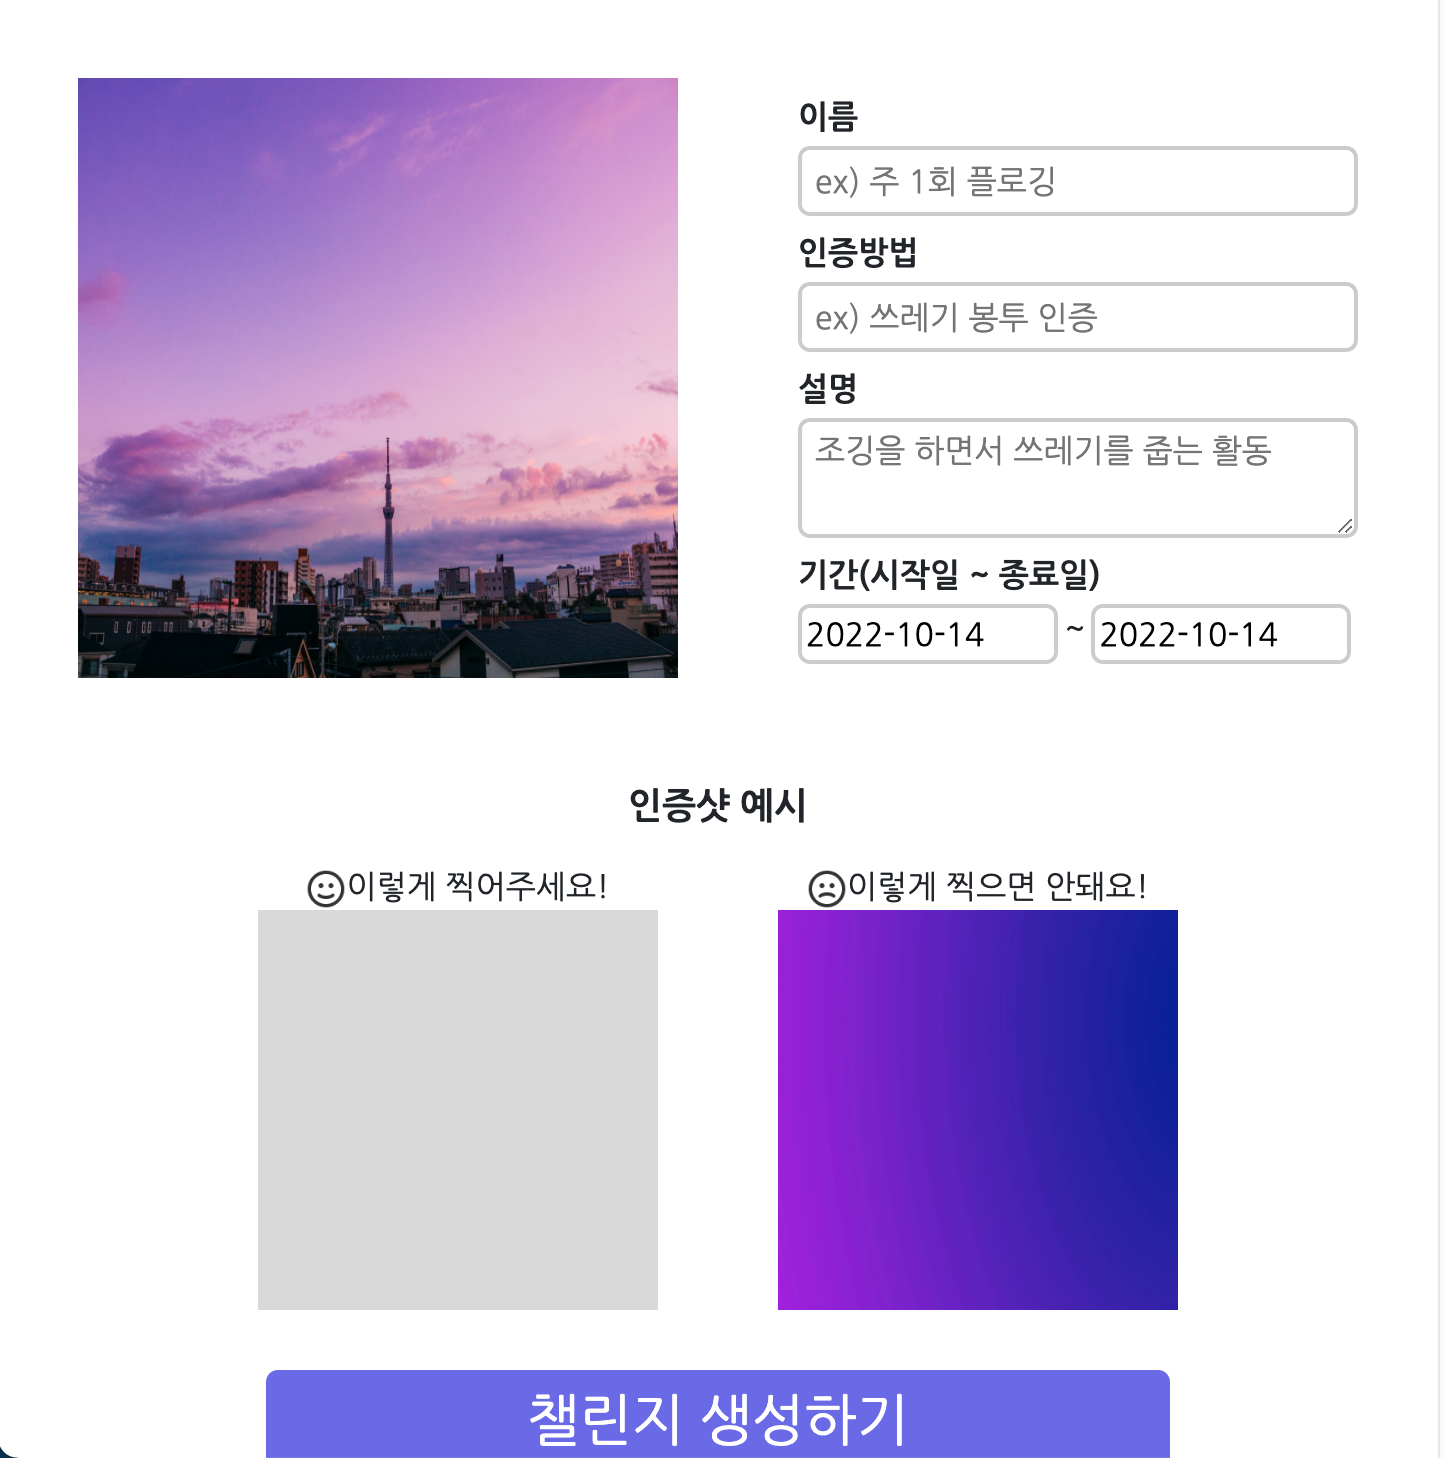 이름
ex) 주 1회 플로깅
인증방법
ex) 쓰레기 봉투 인증
설명
조깅을 하면서 쓰레기를 줍는 활동
기간(시작일 ~ 종료일)
2022-10-14 ~ 2022-10-14
인증샷 예시
이렇게 찍어주세요!
이렇게 찍으면 안돼요!
챌린지 생성하기